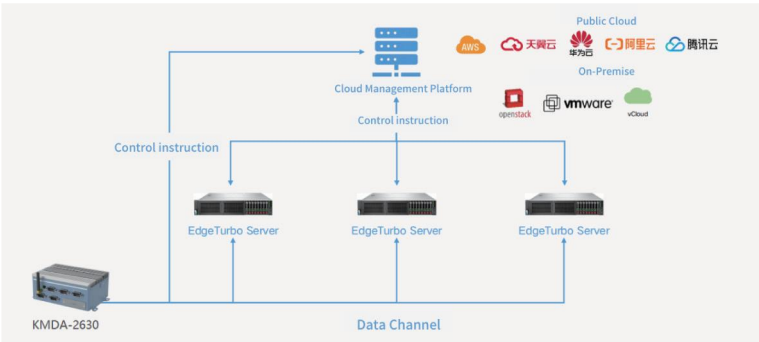 Public Cloud
AWS
天翼云
华为云
阿里云
腾讯云
On-Premise
openstack
vmware
vCloud
Cloud Management Platform
Control instruction
Control instruction
EdgeTurbo Server
EdgeTurbo Server
EdgeTurbo Server
KMDA-2630
Data Channel